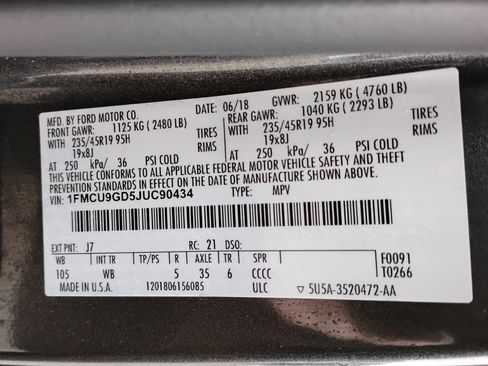 MFD. BY FORD MOTOR CO. DATE: 06/18 GVWR: 2159 KG ( 4760 LB)
FRONT GAWR: 1125 KG ( 2480 LB) REAR GAWR: 1040 KG ( 2293 LB)
WITH 235/45R19 95H TIRES WITH 235/45R19 95H TIRES
19x8J RIMS 19x8J RIMS
AT 250 kPa/ 36 PSI COLD AT 250 kPa/ 36 PSI COLD
THIS VEHICLE CONFORMS TO ALL APPLICABLE FEDERAL MOTOR VEHICLE SAFETY AND THEFT
PREVENTION STANDARDS IN EFFECT ON THE DATE OF MANUFACTURE SHOWN ABOVE.
VIN: 1FMCU9GD5JUC90434 TYPE: MPV
EXT PNT: J7 RC: 21 DSO:
WB INT TR TP/PS R AXLE TR SPR F0091
105 WB 5 35 6 CCCC T0266
MADE IN U.S.A. 1201806156085 ULC ▽ 5U5A-3520472-AA